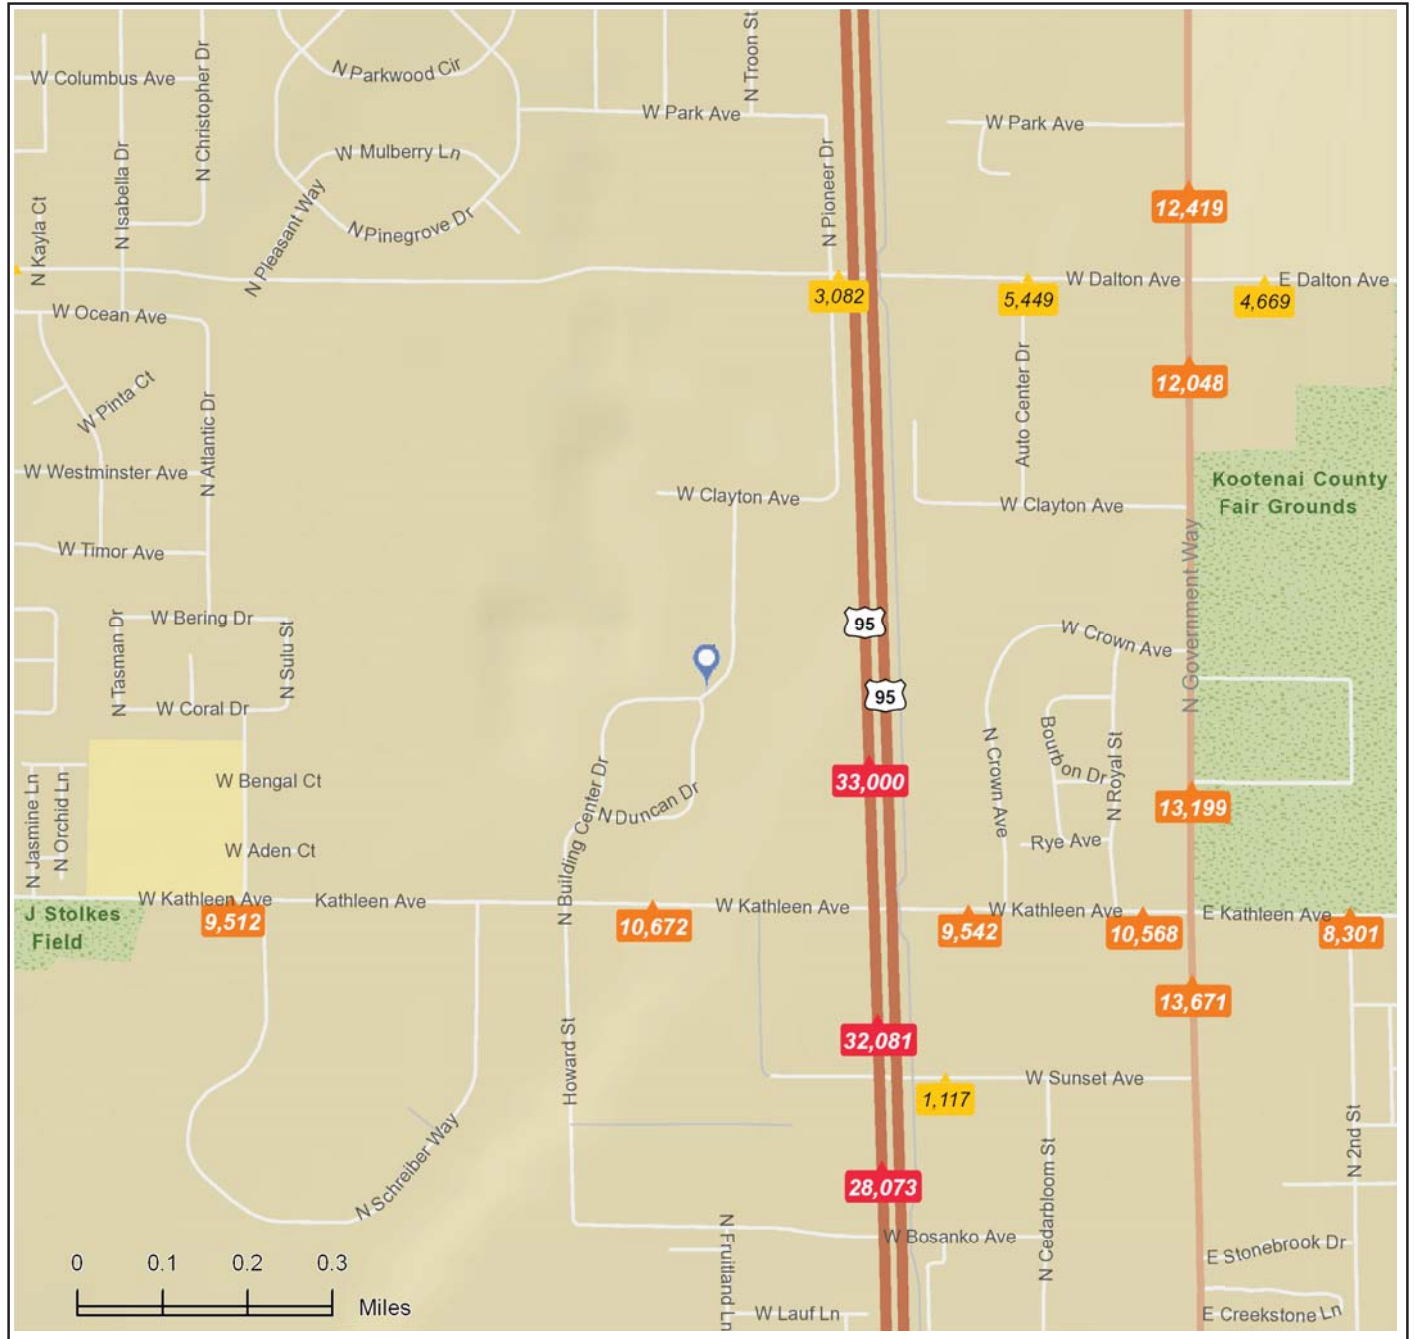 N Troon St
N Christopher Dr
N Parkwood Cir
W Columbus Ave
W Park Ave
W Park Ave
N Isabella Dr
W Mulberry Ln
N Pioneer Dr
N Kayla Ct
N Pleasant Way
N Pinegrove Dr
12,419
W Dalton Ave
E Dalton Ave
3,082
5,449
4,669
W Ocean Ave
12,048
W Pinta Ct
N Atlantic Dr
Auto Center Dr
W Westminster Ave
Kootenai County
Fair Grounds
W Clayton Ave
W Clayton Ave
W Timor Ave
N Government Way
W Bering Dr
N Tasman Dr
N Sulu St
95
W Crown Ave
95
W Coral Dr
N Crown Ave
Bourbon Dr
N Royal St
W Bengal Ct
33,000
N Jasmine Ln
N Orchid Ln
N Building Center Dr
N Duncan Dr
13,199
Rye Ave
W Aden Ct
W Kathleen Ave
Kathleen Ave
W Kathleen Ave
W Kathleen Ave
E Kathleen Ave
J Stolkes
Field
9,512
10,672
9,542
10,568
8,301
13,671
32,081
Howard St
W Sunset Ave
1,117
N Schreiber Way
N Cedarbloom St
N 2nd St
28,073
N Fruitland Ln
W Bosanko Ave
E Stonebrook Dr
0 0.1 0.2 0.3
Miles
W Lauf Ln
E Creekstone Ln